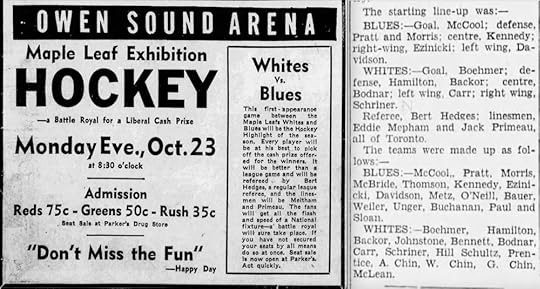 OWEN SOUND ARENA
Maple Leaf Exhibition
HOCKEY
—a Battle Royal for a Liberal Cash Prize
Monday Eve., Oct. 23
at 8:30 o'clock
Admission
Reds 75c - Greens 50c - Rush 35c
Seat Sale at Parker's Drug Store
"Don't Miss the Fun"
—Happy Day
Whites
Vs.
Blues
This first-appearance
game between the
Maple Leafs Whites and
Blues will be the Hockey
Highlight of the sea-
son. Every player will
be at his best to pick
off the cash prize offer-
ed for the winners. It
will be better than a
league game and will be
refereed by Bert
Hedges, a regular league
referee, and the lines-
men will be Meitham
and Primeau. The fans
will get all the flash
and speed of a National
fixture—a battle royal
will sure take place. If
you have not secured
your seats by all means
do so at once. Seat sale
is now open at Parker's.
Act quickly.
The starting line-up was:—
BLUES:—Goal, McCool; defense,
Pratt and Morris; centre, Kennedy;
right-wing, Ezinicki; left wing, Da-
vidson.
WHITES:—Goal, Boehmer; de-
fense, Hamilton, Backor; centre,
Bodnar; left wing, Carr; right wing,
Schriner.
Referee, Bert Hedges; linesmen,
Eddie Mepham and Jack Primeau,
all of Toronto.
The teams were made up as fol-
lows:—
BLUES:—McCool, Pratt, Morris,
McBride, Thomson, Kennedy, Ezini-
cki, Davidson, Metz, O'Neill, Bauer,
Weiler, Unger, Buchanan, Paul and
Sloan.
WHITES:—Boehmer, Hamilton,
Backor, Johnstone, Bennett, Bodnar,
Carr, Schriner, Hill Schultz, Pren-
tice, A. Chin, W. Chin, G. Chin,
McLean.